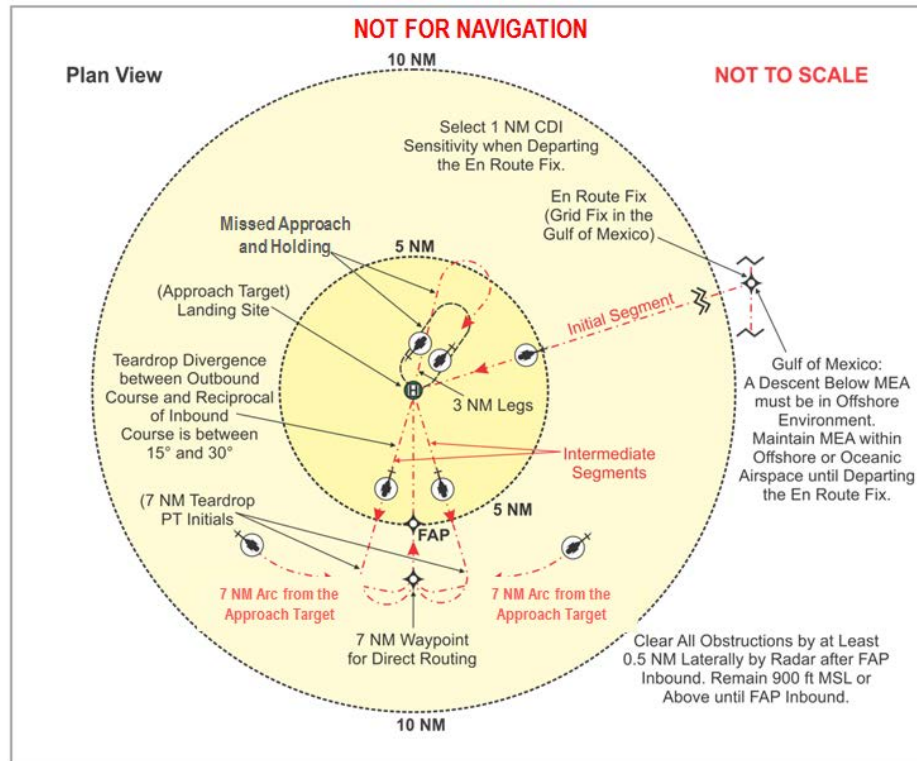 NOT FOR NAVIGATION
10 NM
Plan View
NOT TO SCALE
Select 1 NM CDI
Sensitivity when Departing
the En Route Fix.
En Route Fix
(Grid Fix in the
Gulf of Mexico)
Missed Approach
and Holding
5 NM
(Approach Target)
Landing Site
Initial Segment
Teardrop Divergence
between Outbound
Course and Reciprocal
of Inbound
Course is between
15° and 30°
H
3 NM Legs
Gulf of Mexico:
A Descent Below MEA
must be in Offshore
Environment.
Maintain MEA within
Offshore or Oceanic
Airspace until Departing
the En Route Fix.
Intermediate
Segments
(7 NM Teardrop
PT Initials
5 NM
FAP
7 NM Arc from the
Approach Target
7 NM Arc from the
Approach Target
7 NM Waypoint
for Direct Routing
Clear All Obstructions by at Least
0.5 NM Laterally by Radar after FAP
Inbound. Remain 900 ft MSL or
Above until FAP Inbound.
10 NM